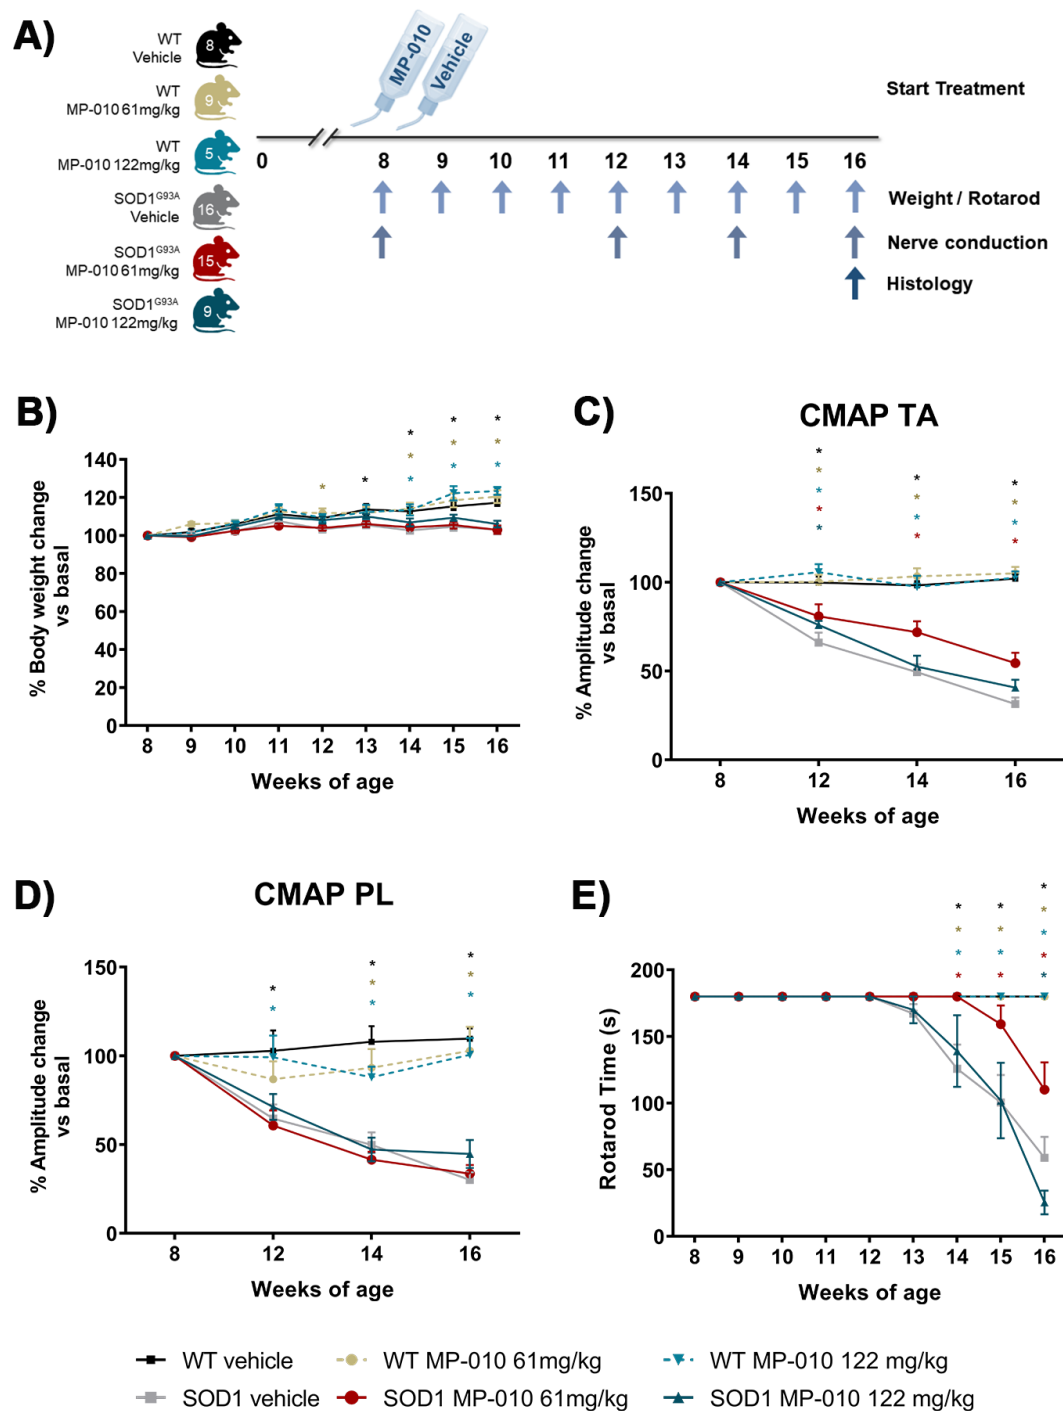 A)
WT
Vehicle
8
WT
MP-010 61mg/kg
9
WT
MP-010 122mg/kg
5
SOD1G93A
Vehicle
16
SOD1G93A
MP-010 61mg/kg
15
SOD1G93A
MP-010 122mg/kg
9
MP-010
Vehicle
Start Treatment
0 8 9 10 11 12 13 14 15 16
Weight / Rotarod
Nerve conduction
Histology
B)
% Body weight change
vs basal
140
120
100
80
60
40
20
0
* * * * * * * * * * *
8 9 10 11 12 13 14 15 16
Weeks of age
C)
CMAP TA
% Amplitude change
vs basal
150
100
50
0
* * * * * * * * * * * * *
8 12 14 16
Weeks of age
D)
CMAP PL
% Amplitude change
vs basal
150
100
50
0
* * * * * * * *
8 12 14 16
Weeks of age
E)
Rotarod Time (s)
200
150
100
50
0
* * * * * * * * * * * * *
8 9 10 11 12 13 14 15 16
Weeks of age
WT vehicle
WT MP-010 61mg/kg
WT MP-010 122 mg/kg
SOD1 vehicle
SOD1 MP-010 61mg/kg
SOD1 MP-010 122 mg/kg